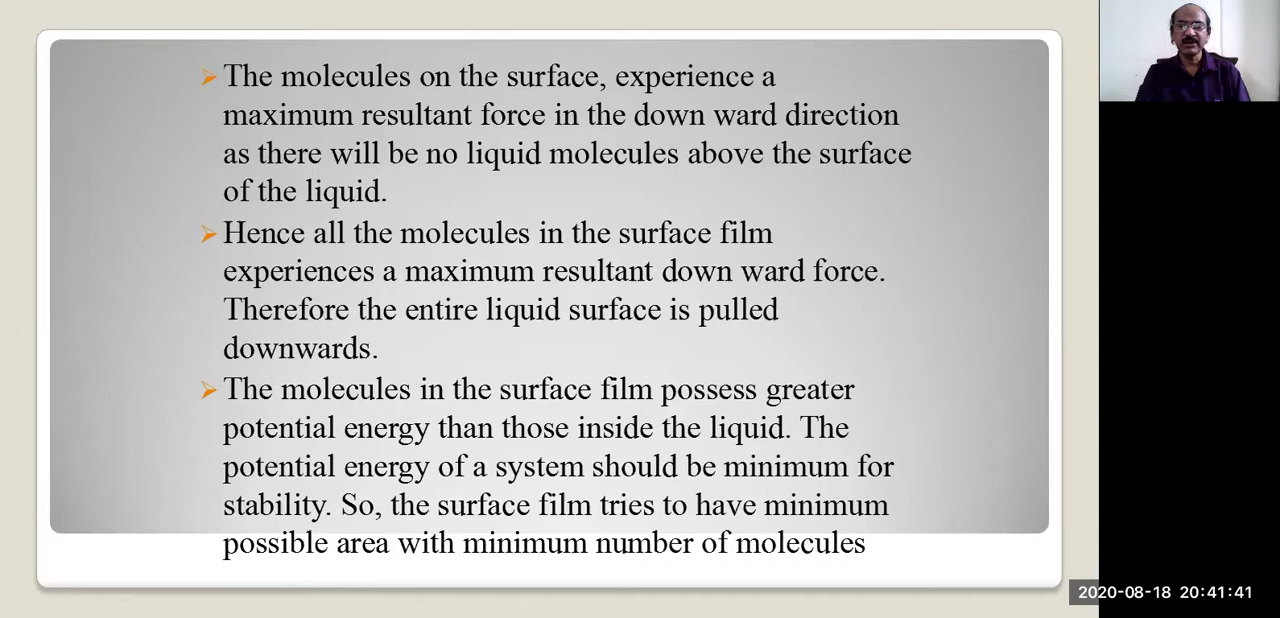 The molecules on the surface, experience a
maximum resultant force in the down ward direction
as there will be no liquid molecules above the surface
of the liquid.
Hence all the molecules in the surface film
experiences a maximum resultant down ward force.
Therefore the entire liquid surface is pulled
downwards.
The molecules in the surface film possess greater
potential energy than those inside the liquid. The
potential energy of a system should be minimum for
stability. So, the surface film tries to have minimum
possible area with minimum number of molecules
2020-08-18 20:41:41